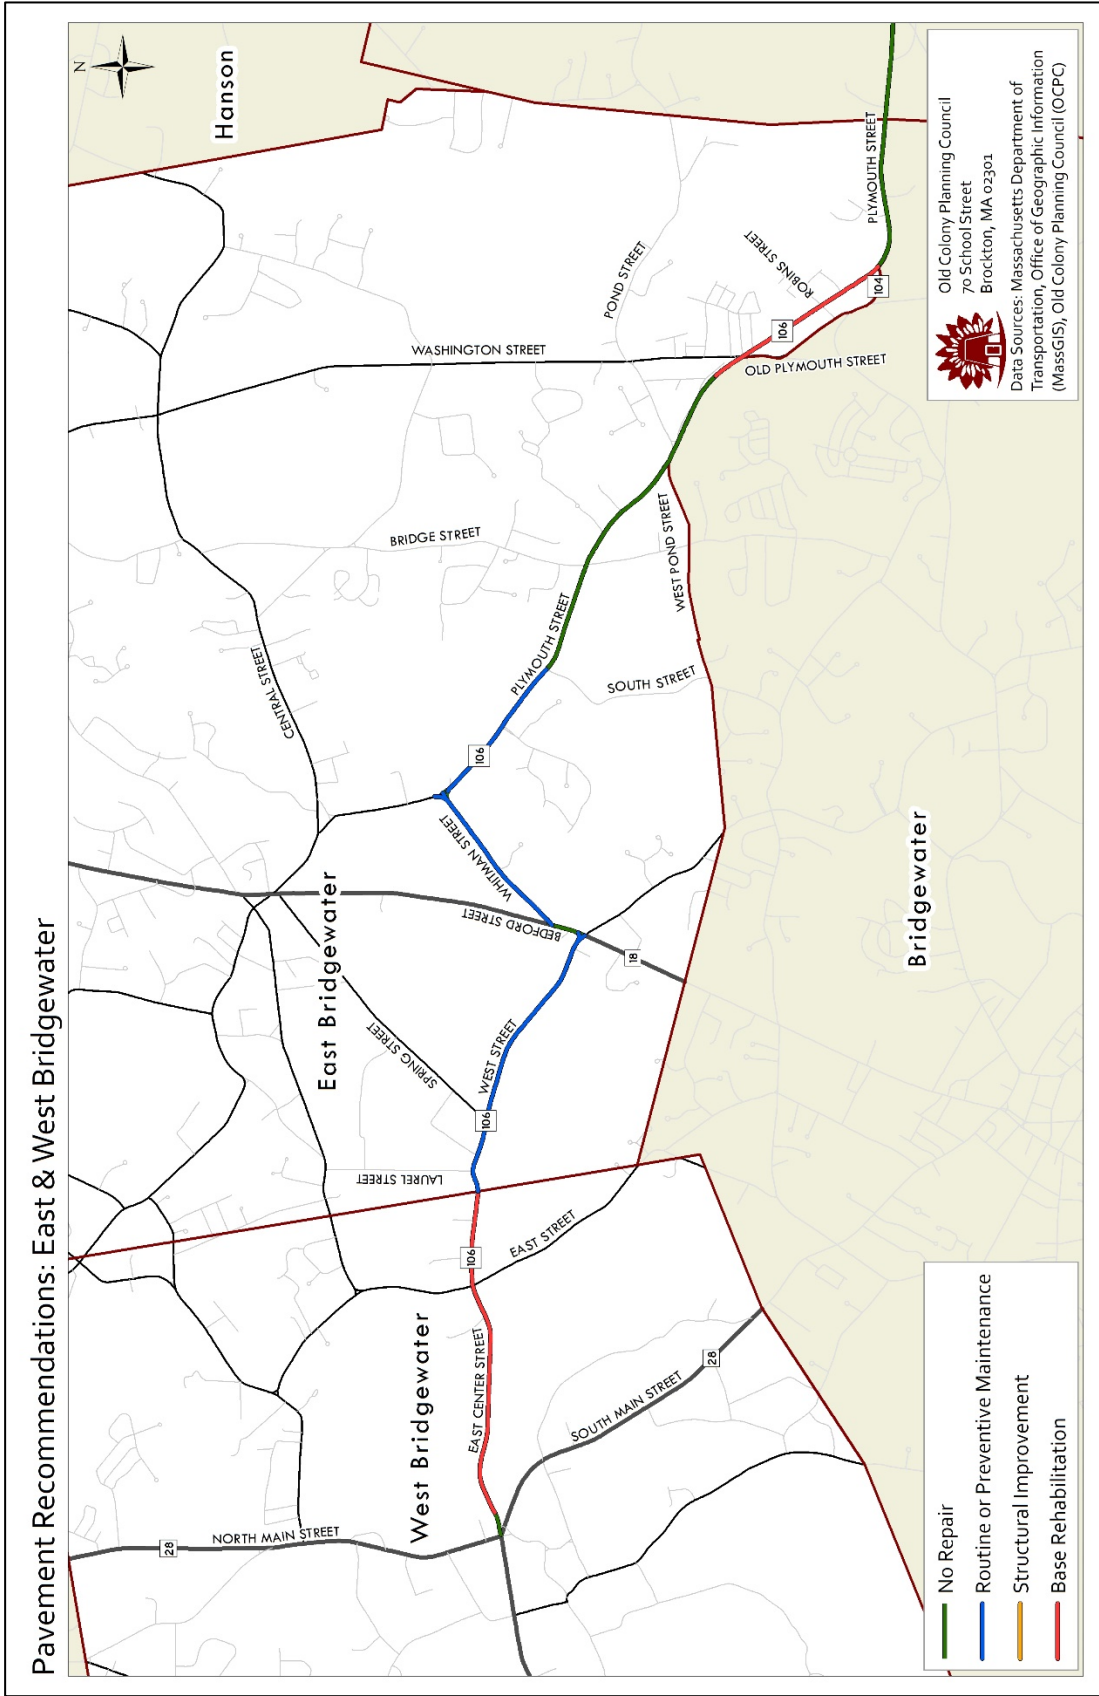 Pavement Recommendations: East & West Bridgewater
N
Hanson
WASHINGTON STREET
POND STREET
ROBINS STREET
PLYMOUTH STREET
104
106
OLD PLYMOUTH STREET
BRIDGE STREET
WEST POND STREET
CENTRAL STREET
PLYMOUTH STREET
SOUTH STREET
106
WHITMAN STREET
East Bridgewater
BEDFORD STREET
18
Bridgewater
SPRING STREET
WEST STREET
106
LAUREL STREET
106
EAST STREET
West Bridgewater
EAST CENTER STREET
SOUTH MAIN STREET
28
NORTH MAIN STREET
28
No Repair
Routine or Preventive Maintenance
Structural Improvement
Base Rehabilitation
Old Colony Planning Council
70 School Street
Brockton, MA 02301
Data Sources: Massachusetts Department of
Transportation, Office of Geographic Information
(MassGIS), Old Colony Planning Council (OCPC)